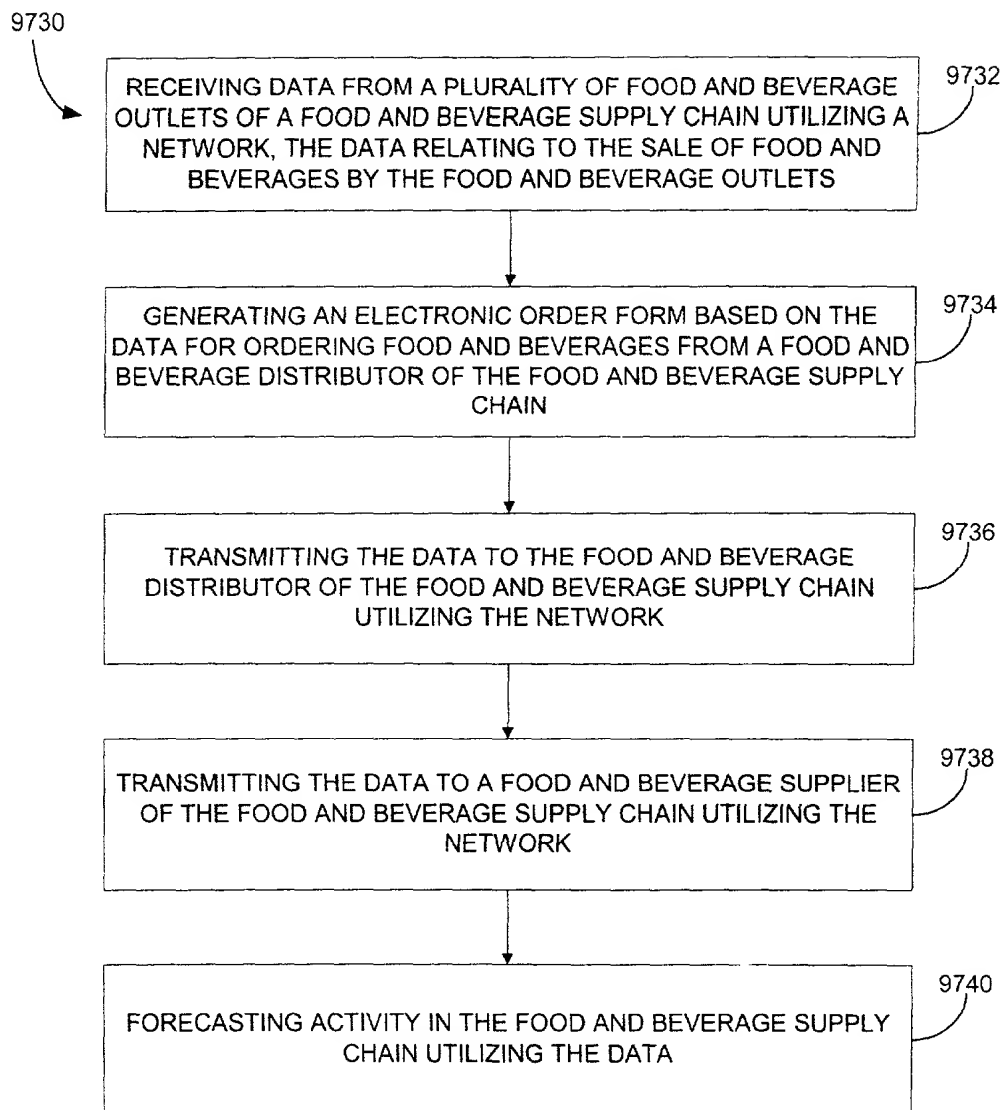 9730
RECEIVING DATA FROM A PLURALITY OF FOOD AND BEVERAGE
OUTLETS OF A FOOD AND BEVERAGE SUPPLY CHAIN UTILIZING A
NETWORK, THE DATA RELATING TO THE SALE OF FOOD AND
BEVERAGES BY THE FOOD AND BEVERAGE OUTLETS
9732
GENERATING AN ELECTRONIC ORDER FORM BASED ON THE
DATA FOR ORDERING FOOD AND BEVERAGES FROM A FOOD AND
BEVERAGE DISTRIBUTOR OF THE FOOD AND BEVERAGE SUPPLY
CHAIN
9734
TRANSMITTING THE DATA TO THE FOOD AND BEVERAGE
DISTRIBUTOR OF THE FOOD AND BEVERAGE SUPPLY CHAIN
UTILIZING THE NETWORK
9736
TRANSMITTING THE DATA TO A FOOD AND BEVERAGE SUPPLIER
OF THE FOOD AND BEVERAGE SUPPLY CHAIN UTILIZING THE
NETWORK
9738
FORECASTING ACTIVITY IN THE FOOD AND BEVERAGE SUPPLY
CHAIN UTILIZING THE DATA
9740